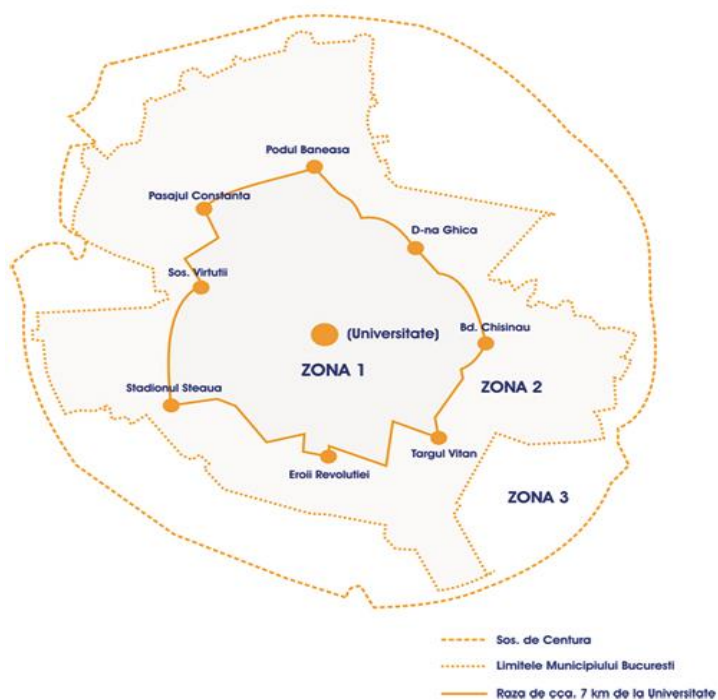 Podul Baneasa
Pasajul Constanta
D-na Ghica
Sos. Virtutii
(Universitate)
Bd. Chisinau
ZONA 1
Stadionul Steaua
ZONA 2
Targul Vitan
Eroii Revolutiei
ZONA 3
Sos. de Centura
Limitele Municipiului Bucuresti
Raza de cca. 7 km de la Universitate